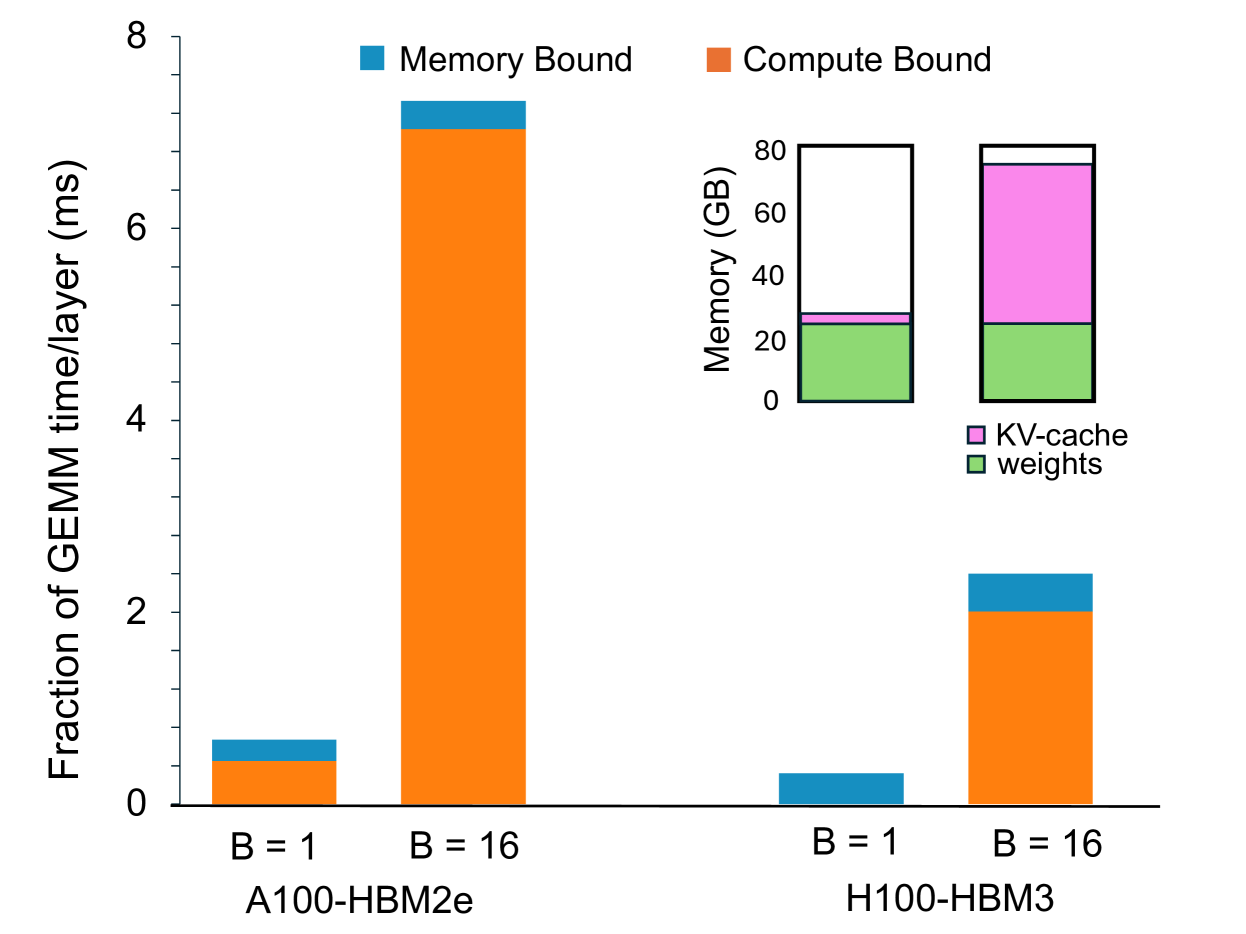 Fraction of GEMM time/layer (ms)
8
6
4
2
0
Memory Bound
Compute Bound
Memory (GB)
80
60
40
20
0
KV-cache
weights
B = 1
B = 16
B = 1
B = 16
A100-HBM2e
H100-HBM3